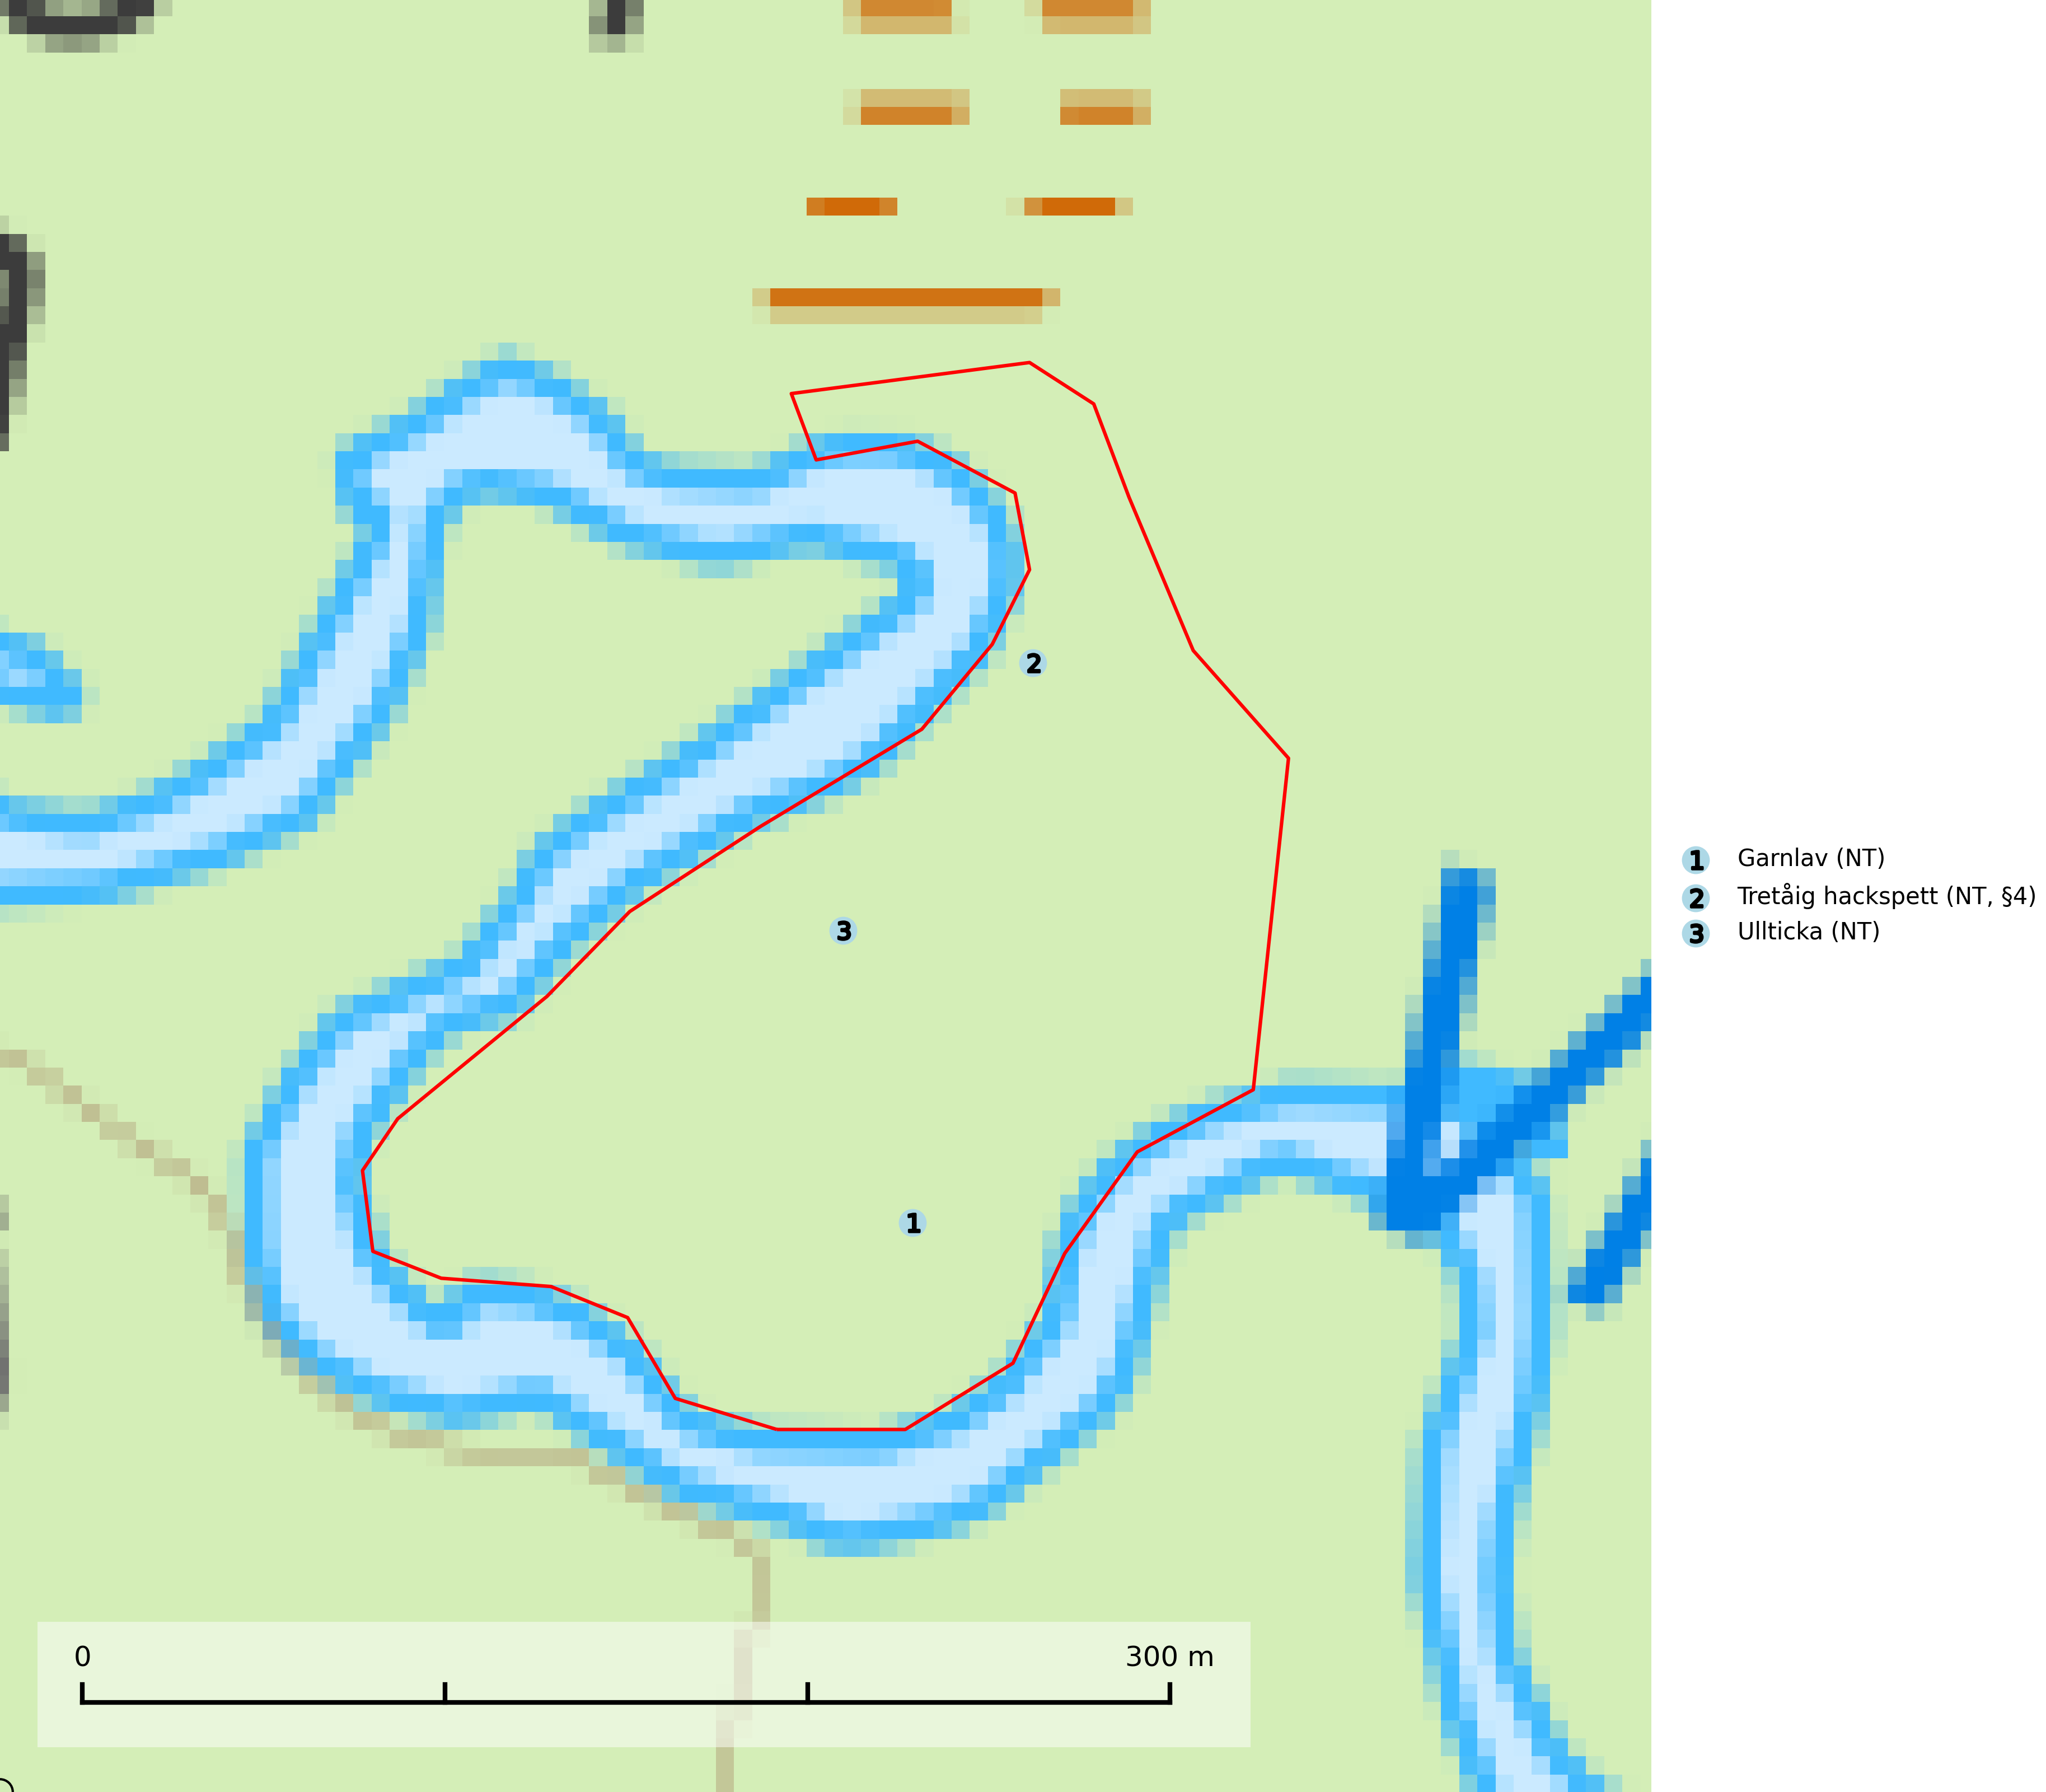 2
3
1
1 Garnlav (NT)
2 Tretåig hackspett (NT, §4)
3 Ullticka (NT)
0 300 m